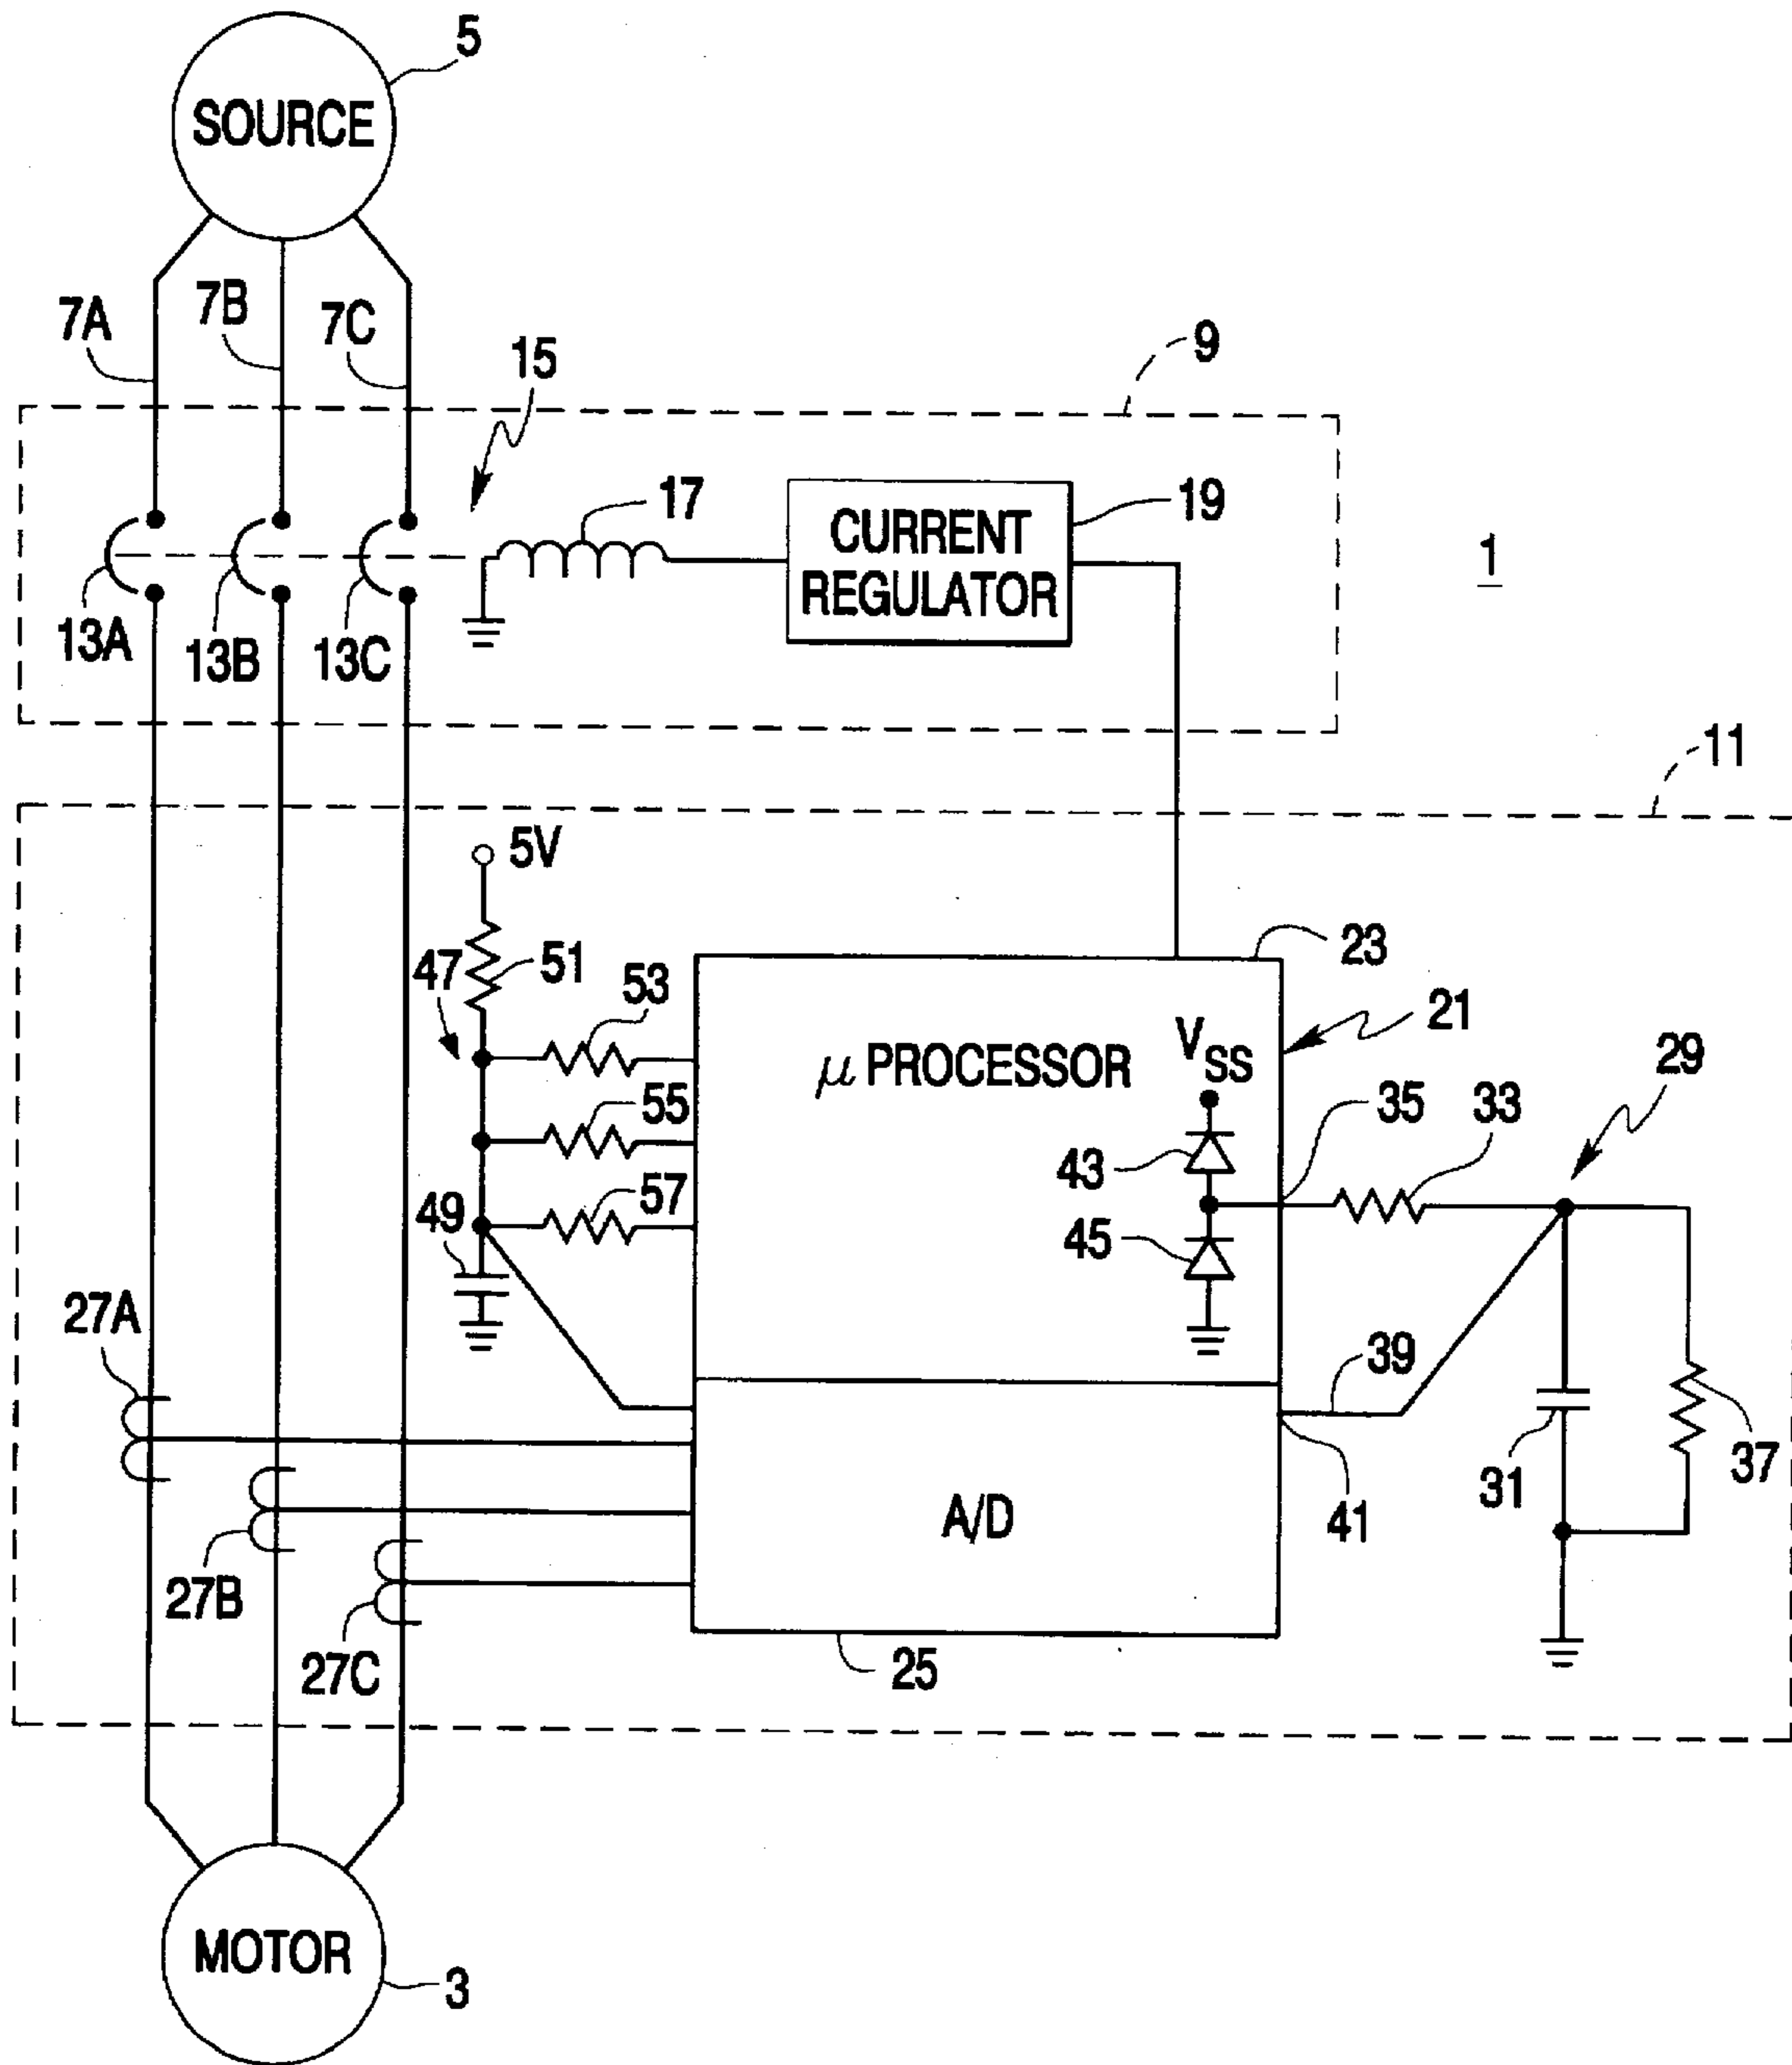 5
SOURCE
7A
7B
7C
15
9
17
CURRENT
REGULATOR
19
1
13A
13B
13C
11
5V
47
51
53
23
21
μ PROCESSOR
VSS
55
35
33
29
43
49
57
45
27A
39
A/D
41
31
37
27B
27C
25
MOTOR
3